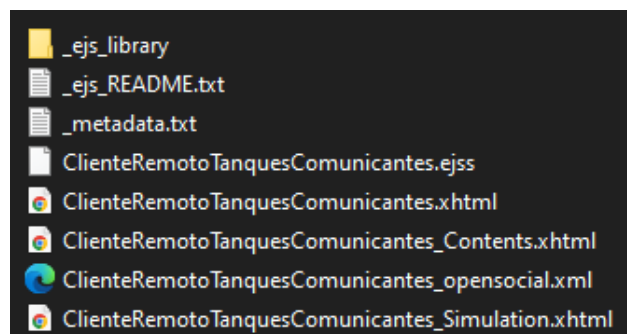 _ejs_library
_ejs_README.txt
_metadata.txt
ClienteRemotoTanquesComunicantes.ejss
ClienteRemotoTanquesComunicantes.xhtml
ClienteRemotoTanquesComunicantes_Contents.xhtml
ClienteRemotoTanquesComunicantes_opensocial.xml
ClienteRemotoTanquesComunicantes_Simulation.xhtml